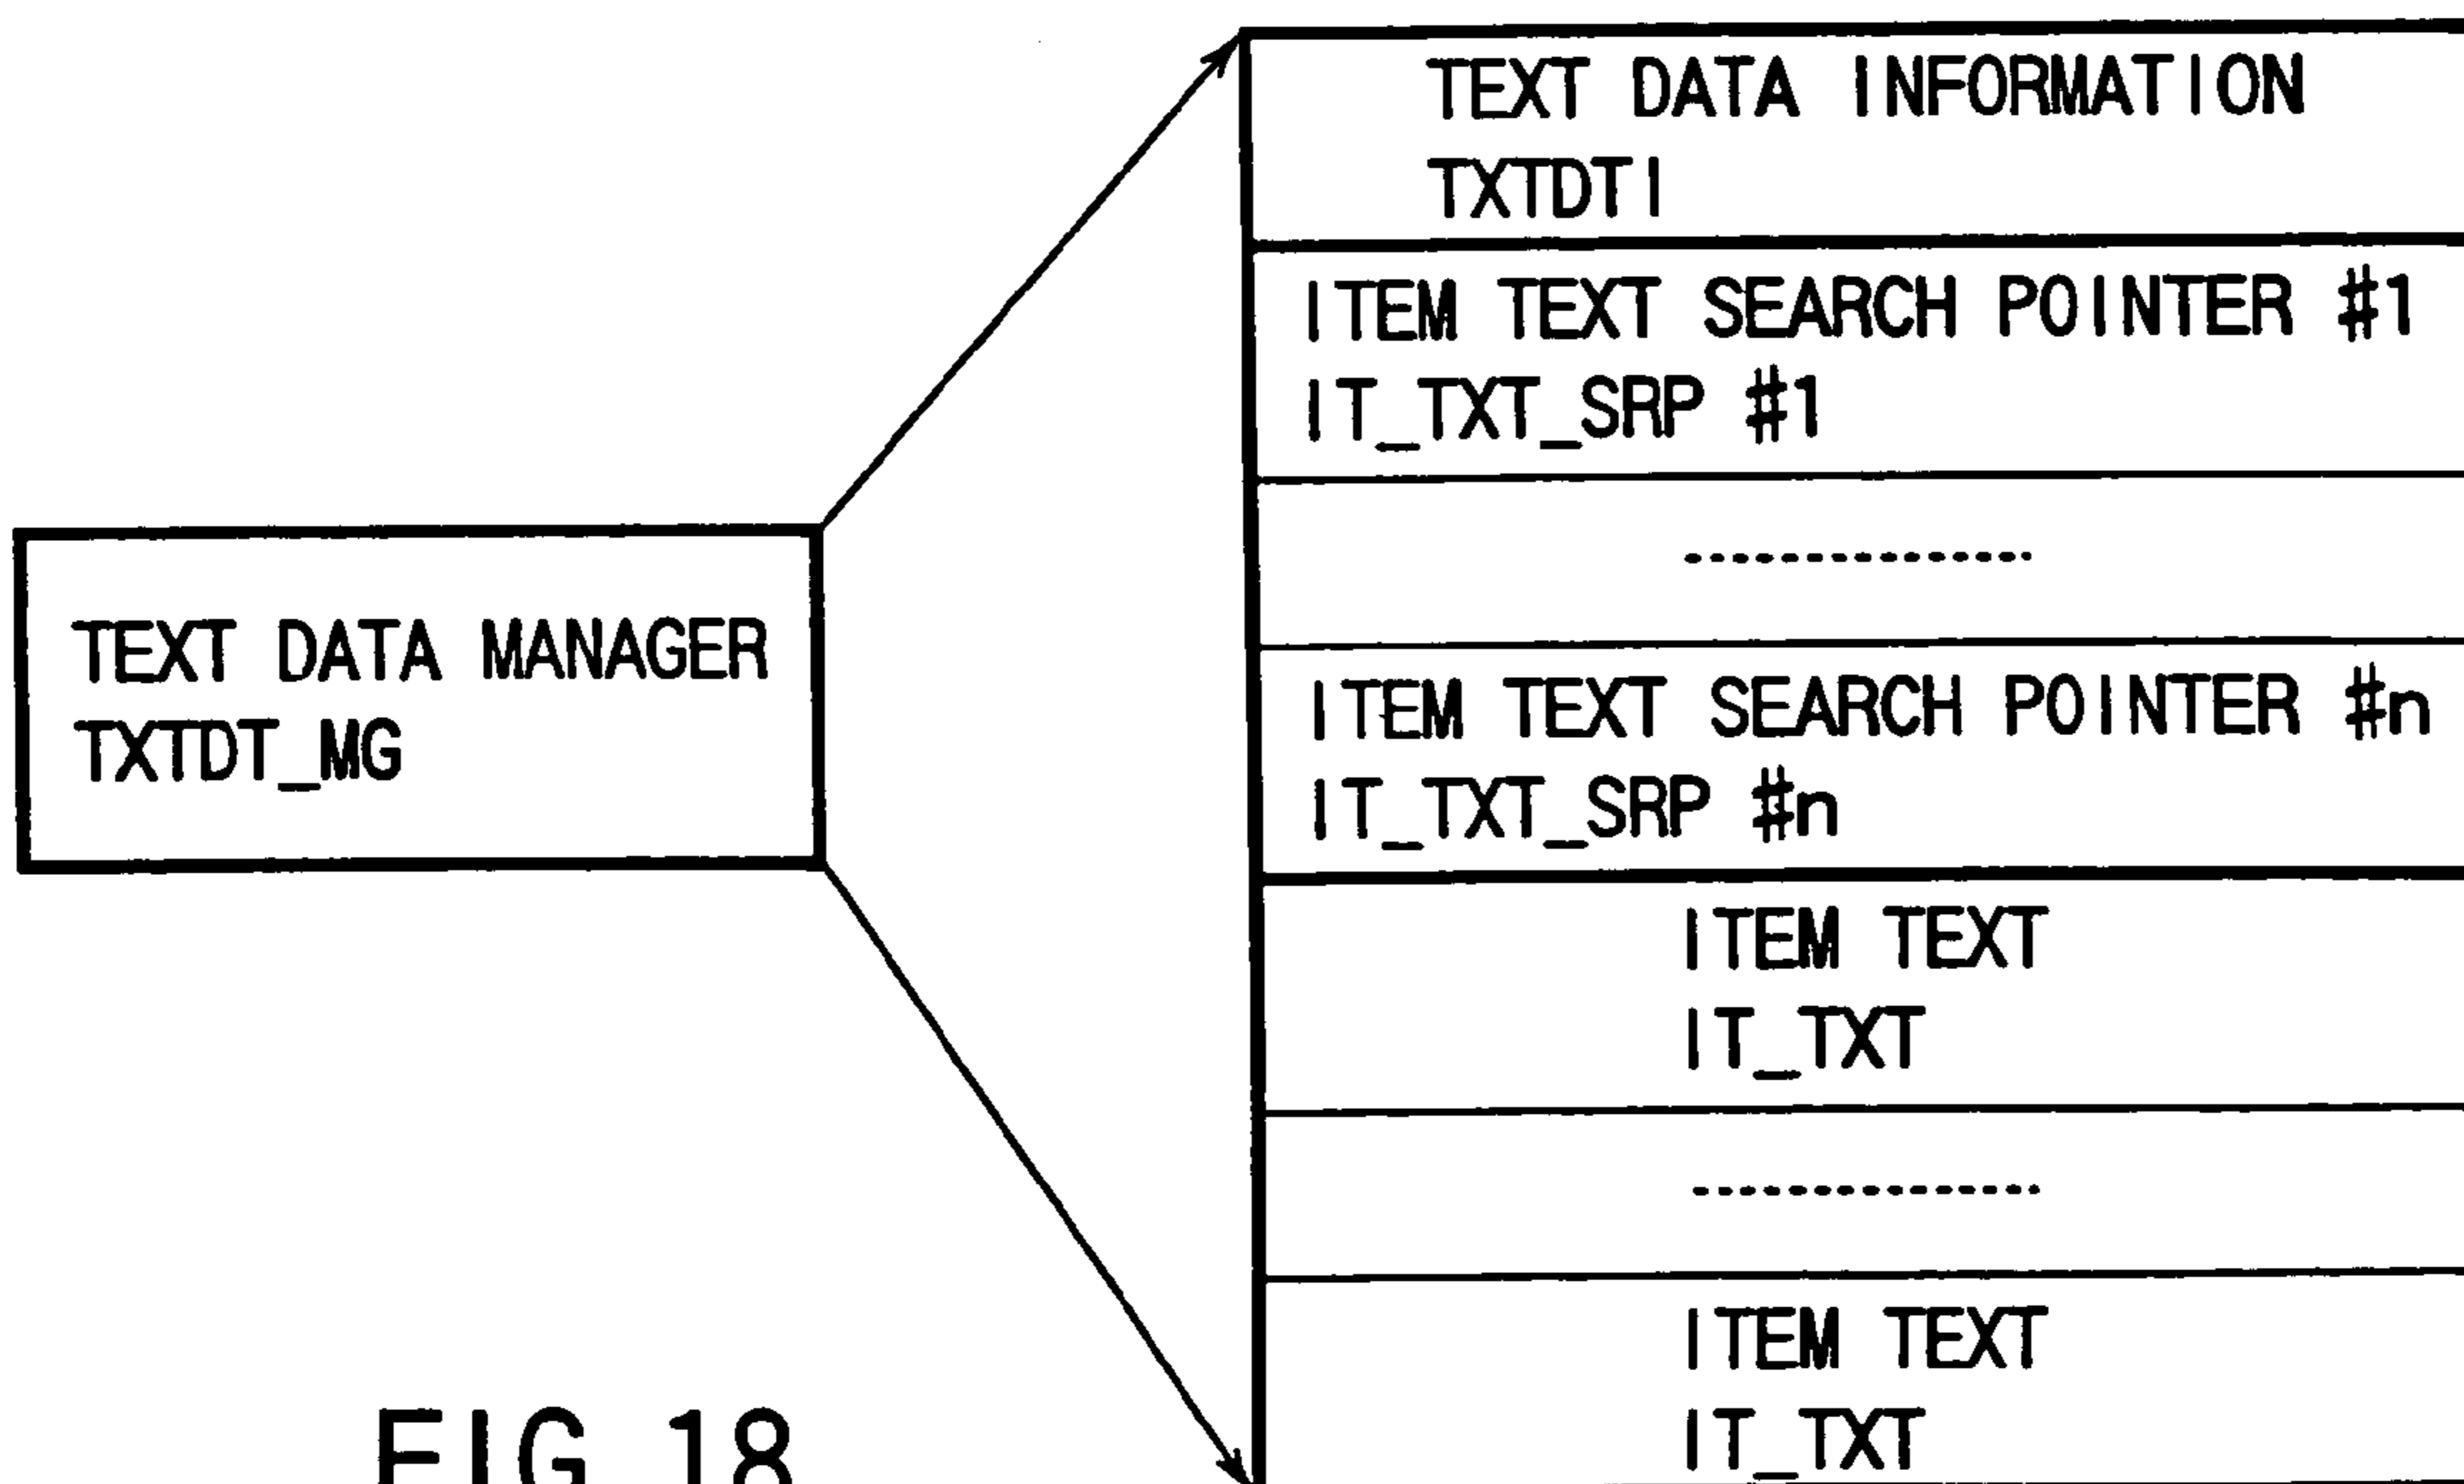 TEXT DATA INFORMATION
TXTDTI
ITEM TEXT SEARCH POINTER #1
IT_TXT_SRP #1
TEXT DATA MANAGER
TXTDT_MG
ITEM TEXT SEARCH POINTER #n
IT_TXT_SRP #n
ITEM TEXT
IT_TXT
ITEM TEXT
IT_TXT
FIG. 18